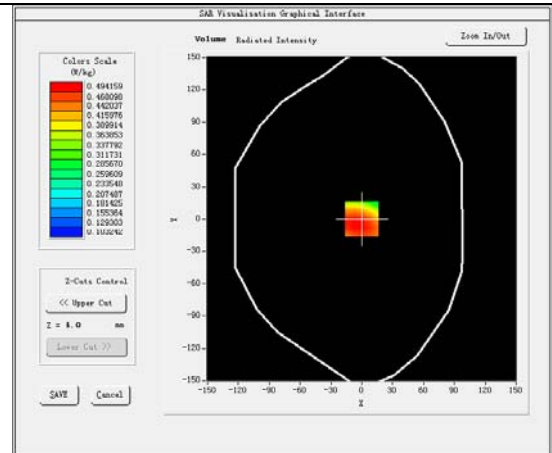 SAR Visualisation Graphical Interface
Volume Radiated Intensity
Zoom In/Out
Colors Scale
(W/kg)
0.494159
0.468098
0.442037
0.415976
0.389914
0.363853
0.337792
0.311731
0.285670
0.259609
0.233548
0.207487
0.181425
0.155364
0.129303
0.103242
Z-Cuts Control
<< Upper Cut
Z = 4.0 mm
Lower Cut >>
SAVE Cancel
150
120
90
60
30
Y 0
-30
-60
-90
-120
-150
-150 -120 -90 -60 -30 0 30 60 90 120 150
X